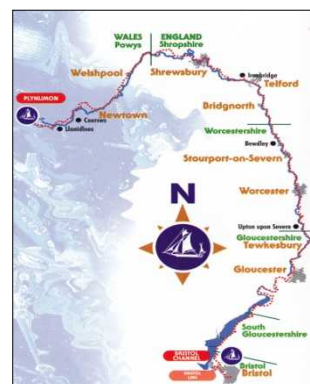 WALES
Powys
ENGLAND
Shropshire
Welshpool
Shrewsbury
Ironbridge
Telford
PLYNLIMON
Newtown
Caersws
Llanidloes
Bridgnorth
Worcestershire
Bewdley
Stourport-on-Severn
N
Worcester
Upton upon Severn
Gloucestershire
Tewkesbury
Gloucester
South
Gloucestershire
BRISTOL CHANNEL
Bristol
Bristol